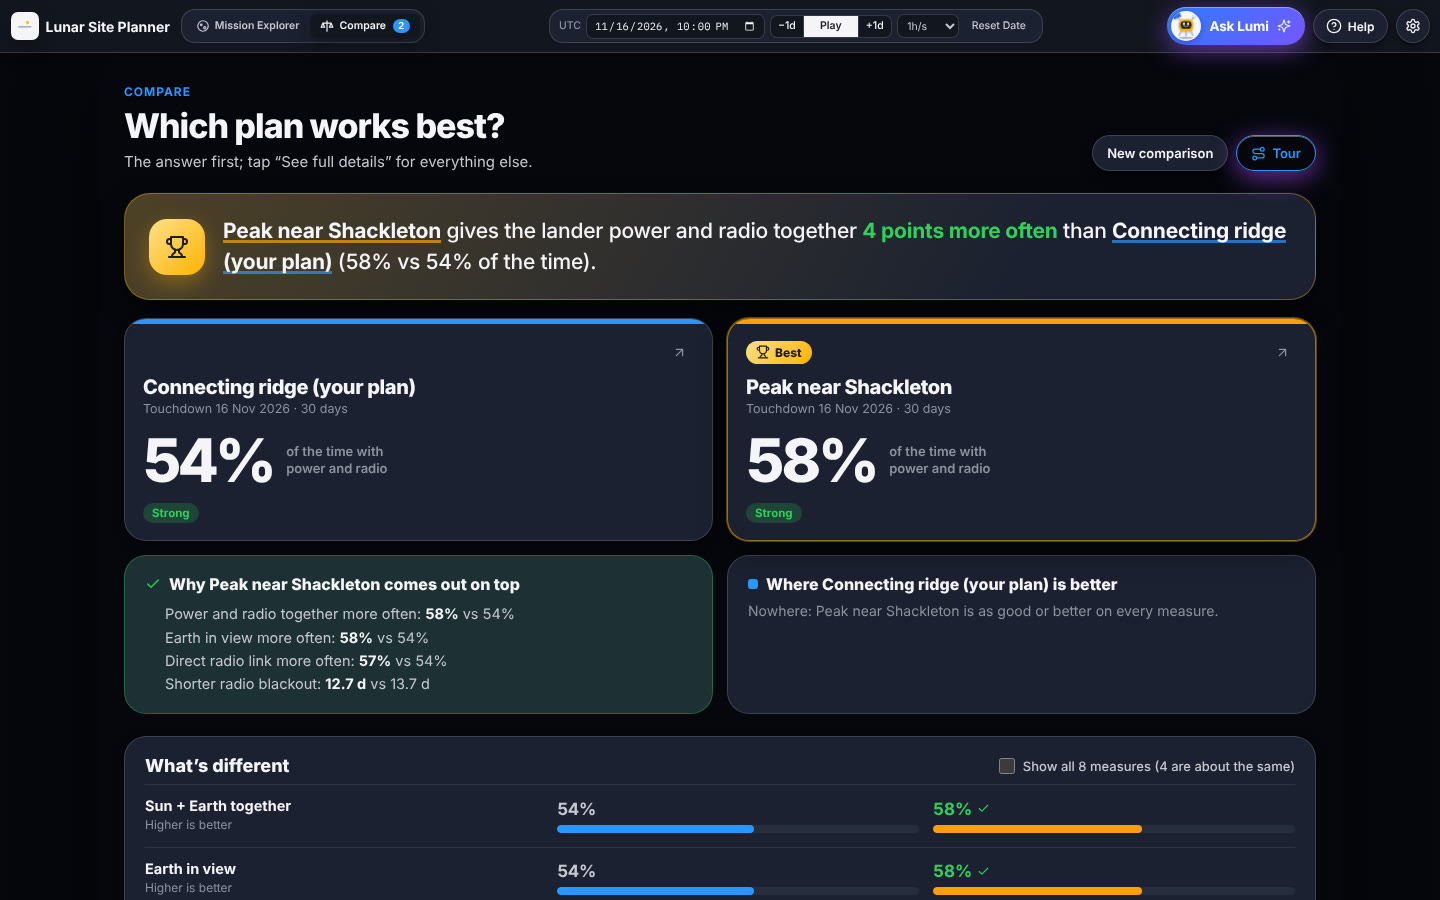 Lunar Site Planner
Mission Explorer
Compare 2
UTC 11/16/2026, 10:00 PM
−1d Play +1d
1h/s
Reset Date
Ask Lumi
Help
COMPARE
Which plan works best?
The answer first; tap “See full details” for everything else.
New comparison
Tour
Peak near Shackleton gives the lander power and radio together 4 points more often than Connecting ridge
(your plan) (58% vs 54% of the time).
Connecting ridge (your plan)
Touchdown 16 Nov 2026 · 30 days
54%
of the time with
power and radio
Strong
Best
Peak near Shackleton
Touchdown 16 Nov 2026 · 30 days
58%
of the time with
power and radio
Strong
Why Peak near Shackleton comes out on top
Power and radio together more often: 58% vs 54%
Earth in view more often: 58% vs 54%
Direct radio link more often: 57% vs 54%
Shorter radio blackout: 12.7 d vs 13.7 d
Where Connecting ridge (your plan) is better
Nowhere: Peak near Shackleton is as good or better on every measure.
What’s different
Show all 8 measures (4 are about the same)
Sun + Earth together
Higher is better
54%
58%
Earth in view
Higher is better
54%
58%